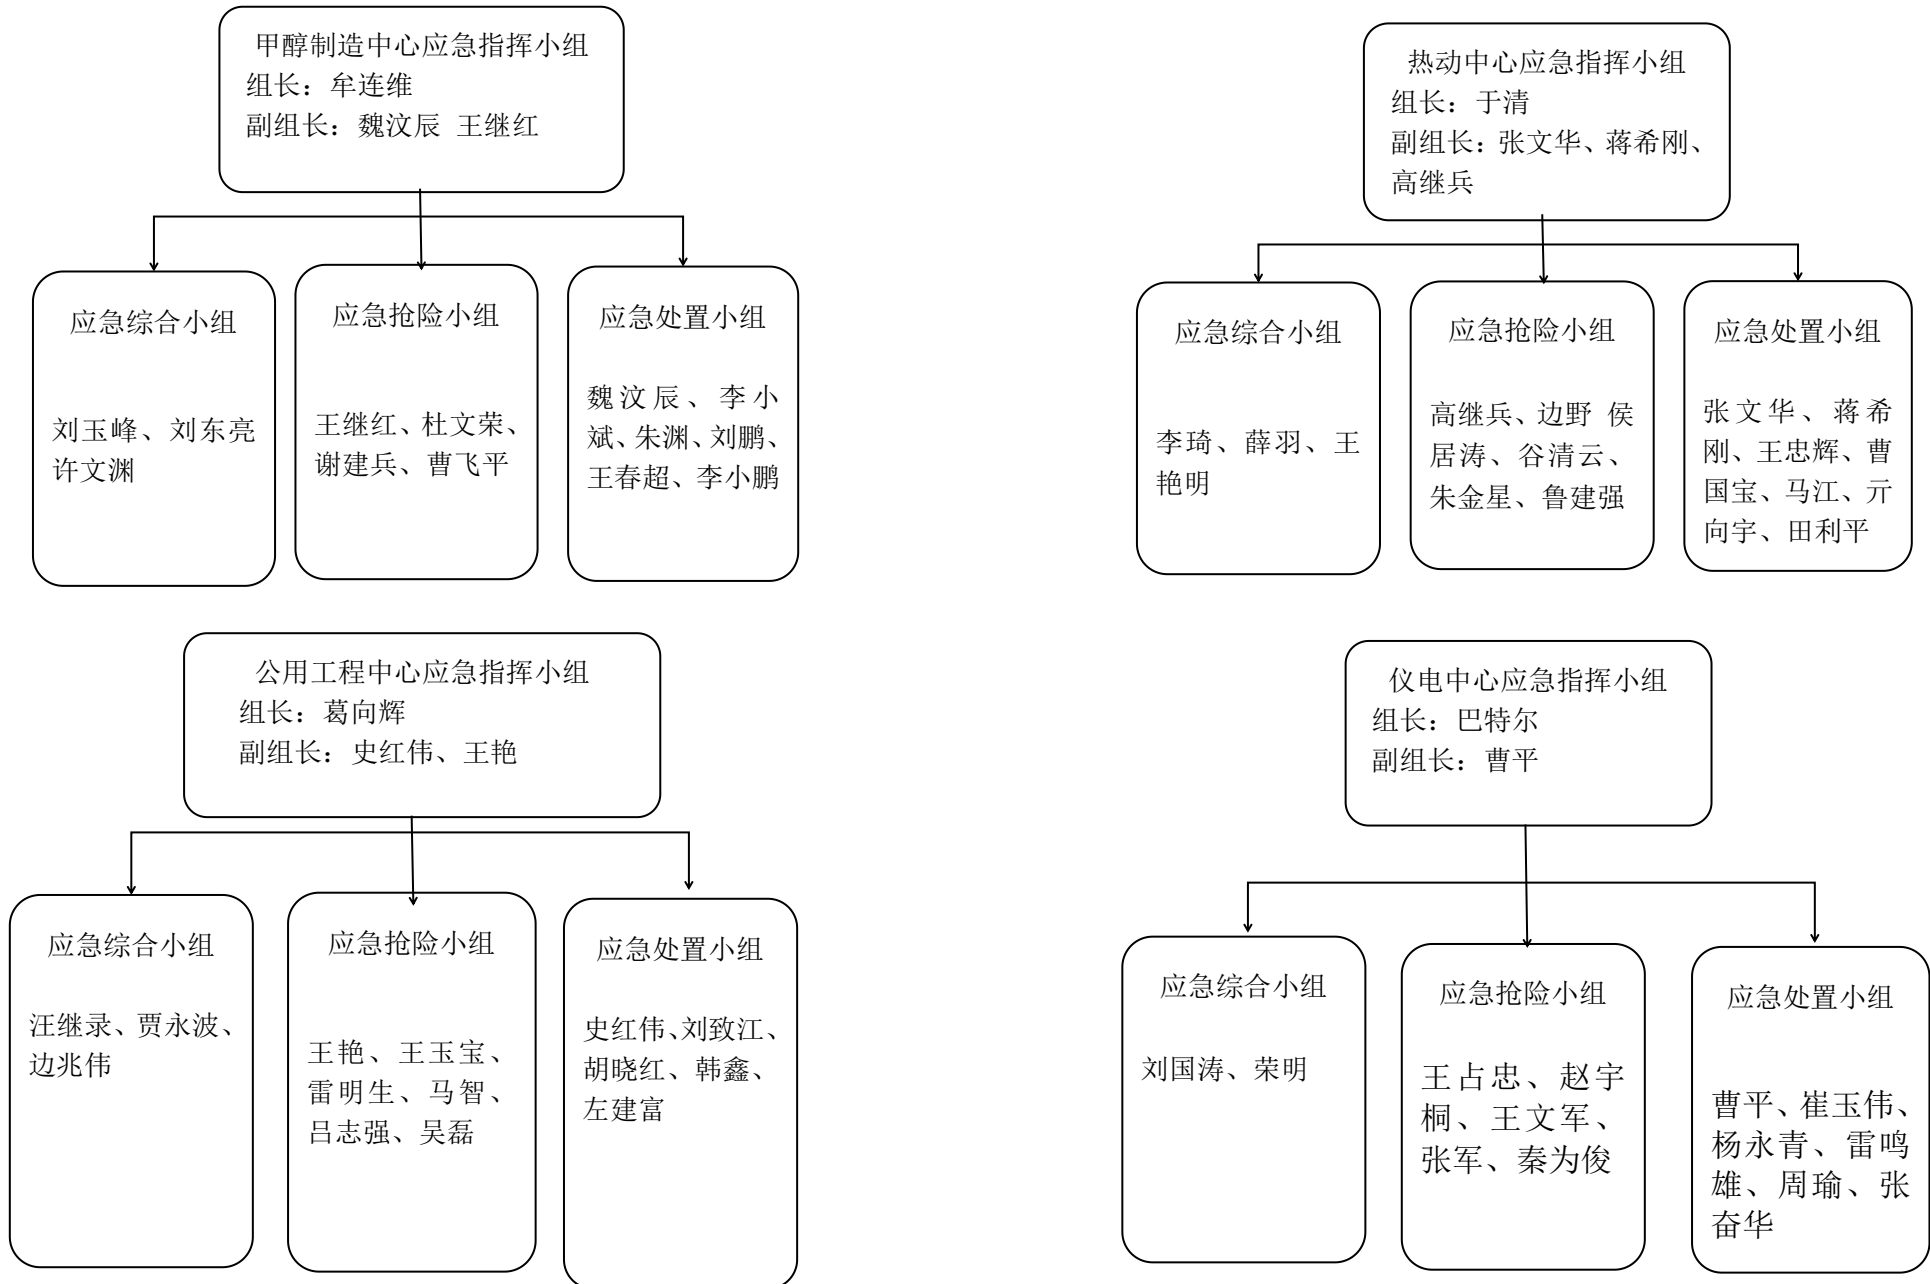 甲醇制造中心应急指挥小组
组长：牟连维
副组长：魏汶辰 王继红
应急综合小组
刘玉峰、刘东亮
许文渊
应急抢险小组
王继红、杜文荣、
谢建兵、曹飞平
应急处置小组
魏汶辰、李小
斌、朱渊、刘鹏、
王春超、李小鹏
热动中心应急指挥小组
组长：于清
副组长：张文华、蒋希刚、
高继兵
应急综合小组
李琦、薛羽、王
艳明
应急抢险小组
高继兵、边野 侯
居涛、谷清云、
朱金星、鲁建强
应急处置小组
张文华、蒋希
刚、王忠辉、曹
国宝、马江、亓
向宇、田利平
公用工程中心应急指挥小组
组长：葛向辉
副组长：史红伟、王艳
应急综合小组
汪继录、贾永波、
边兆伟
应急抢险小组
王艳、王玉宝、
雷明生、马智、
吕志强、吴磊
应急处置小组
史红伟、刘致江、
胡晓红、韩鑫、
左建富
仪电中心应急指挥小组
组长：巴特尔
副组长：曹平
应急综合小组
刘国涛、荣明
应急抢险小组
王占忠、赵宇
桐、王文军、
张军、秦为俊
应急处置小组
曹平、崔玉伟、
杨永青、雷鸣
雄、周瑜、张
奋华